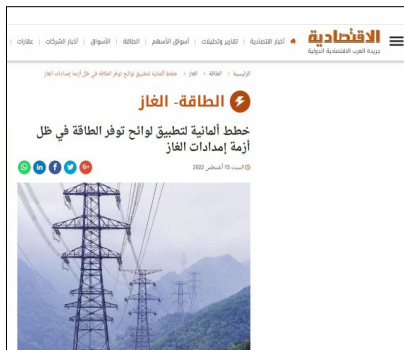 الاقتصادية
جريدة العرب الاقتصادية الدولية
أخبار اقتصادية | تقارير وتحليلات | أسواق الأسهم | الطاقة | الأسواق | أخبار الشركات | عقارات |
الرئيسية › الطاقة › الغاز › خطط ألمانية لتطبيق لوائح توفر الطاقة في ظل أزمة إمدادات الغاز
الطاقة- الغاز
خطط ألمانية لتطبيق لوائح توفر الطاقة في ظل
أزمة إمدادات الغاز
أغسطس 2022